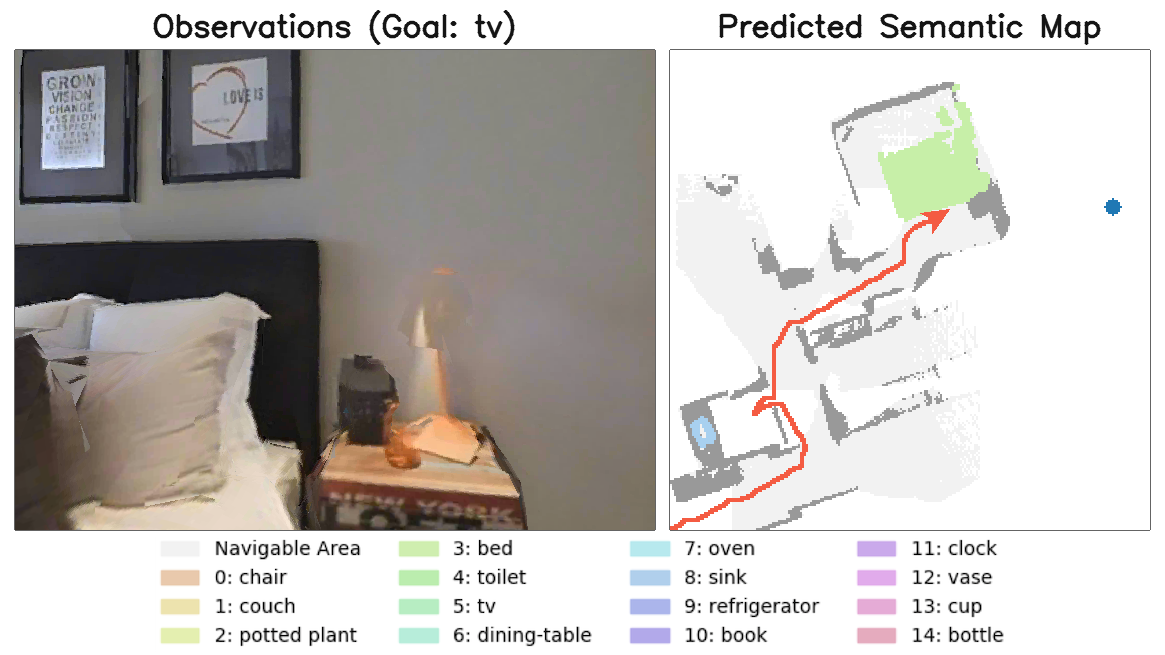 Observations (Goal: tv)
Predicted Semantic Map
GROW
VISION
CHANGE
PASSION
RESPECT
LOVE IS
NEW YORK
Navigable Area
0: chair
1: couch
2: potted plant
3: bed
4: toilet
5: tv
6: dining-table
7: oven
8: sink
9: refrigerator
10: book
11: clock
12: vase
13: cup
14: bottle